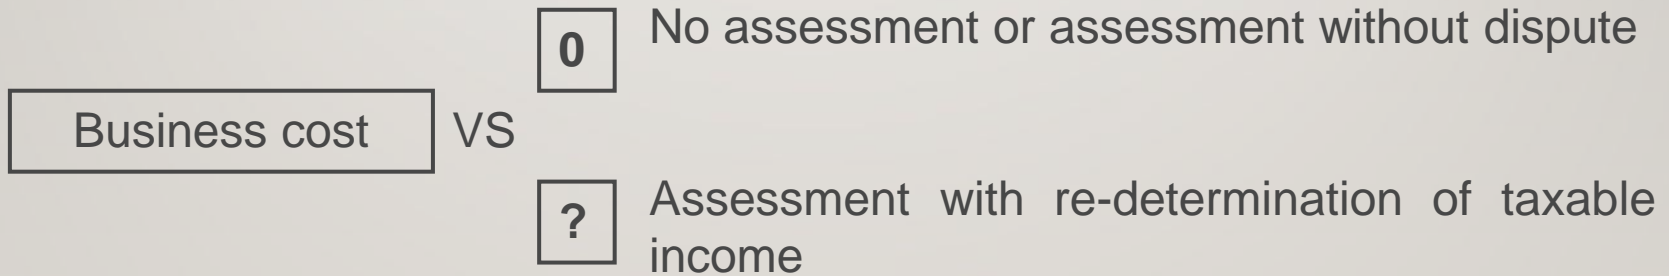 0 No assessment or assessment without dispute
Business cost VS
? Assessment with re-determination of taxable
income